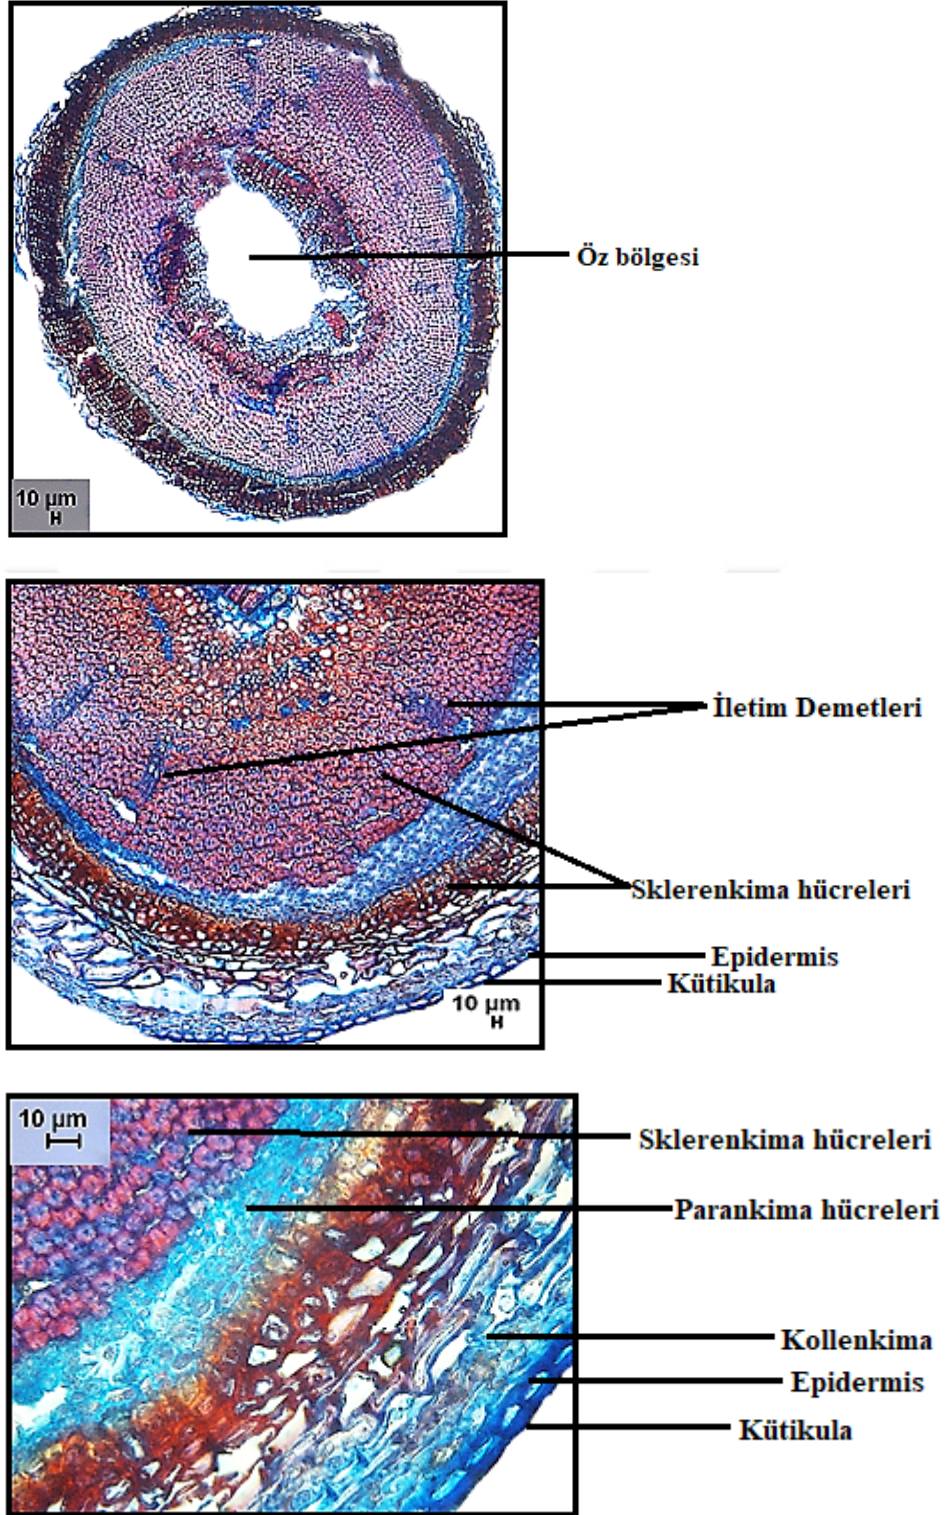 Öz bölgesi
10 µm
İletim Demetleri
Sklerenkima hücreleri
Epidermis
Kütikula
10 µm
10 µm
Sklerenkima hücreleri
Parankima hücreleri
Kollenkima
Epidermis
Kütikula